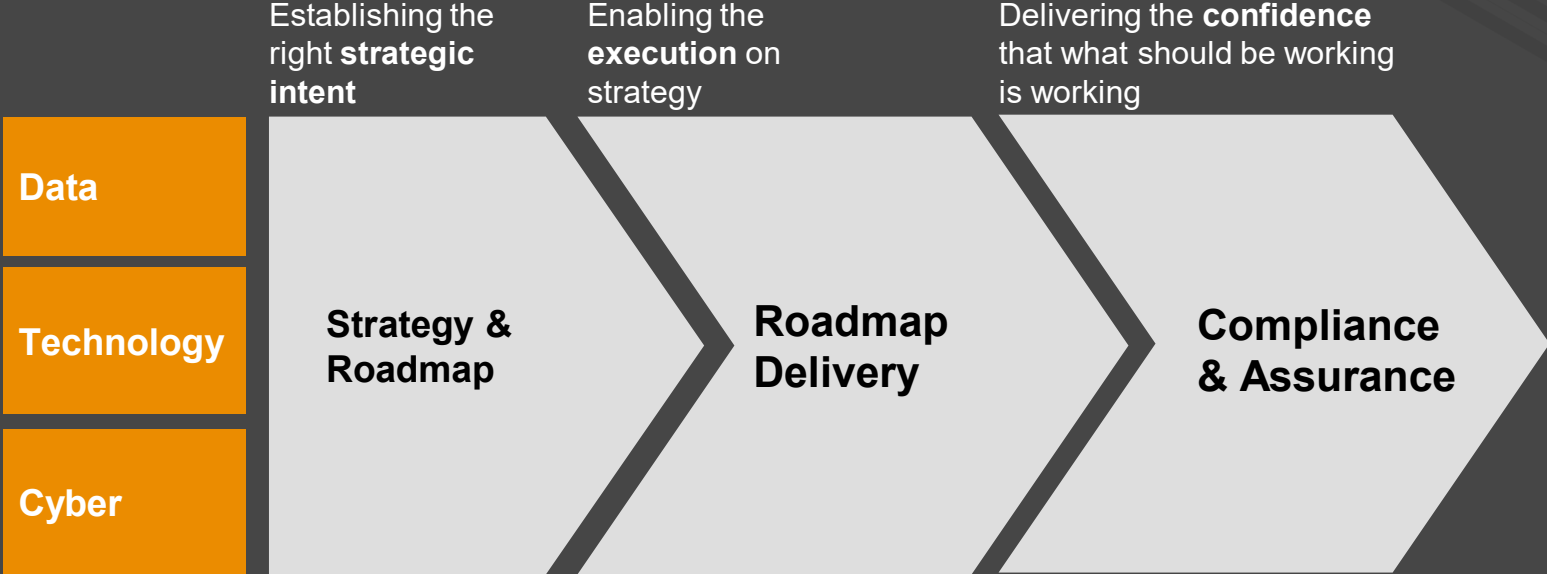 Establishing the
right strategic
intent
Enabling the
execution on
strategy
Delivering the confidence
that what should be working
is working
Data
Technology
Cyber
Strategy &
Roadmap
Roadmap
Delivery
Compliance
& Assurance